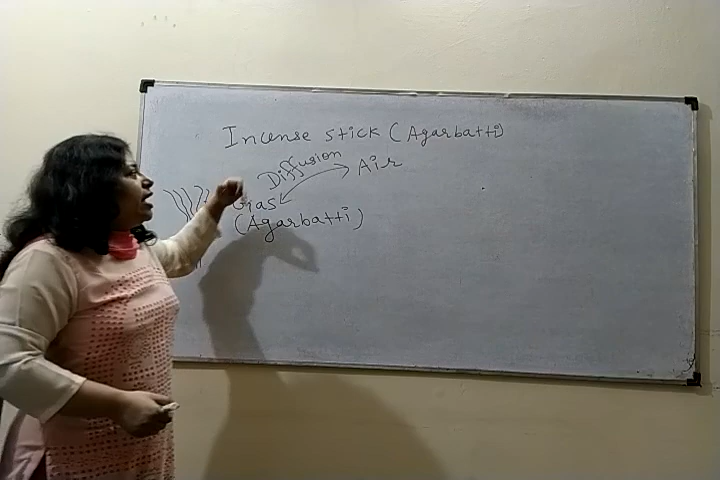 Incense stick (Agarbatti)
Diffusion
Air
Gas
(Agarbatti)